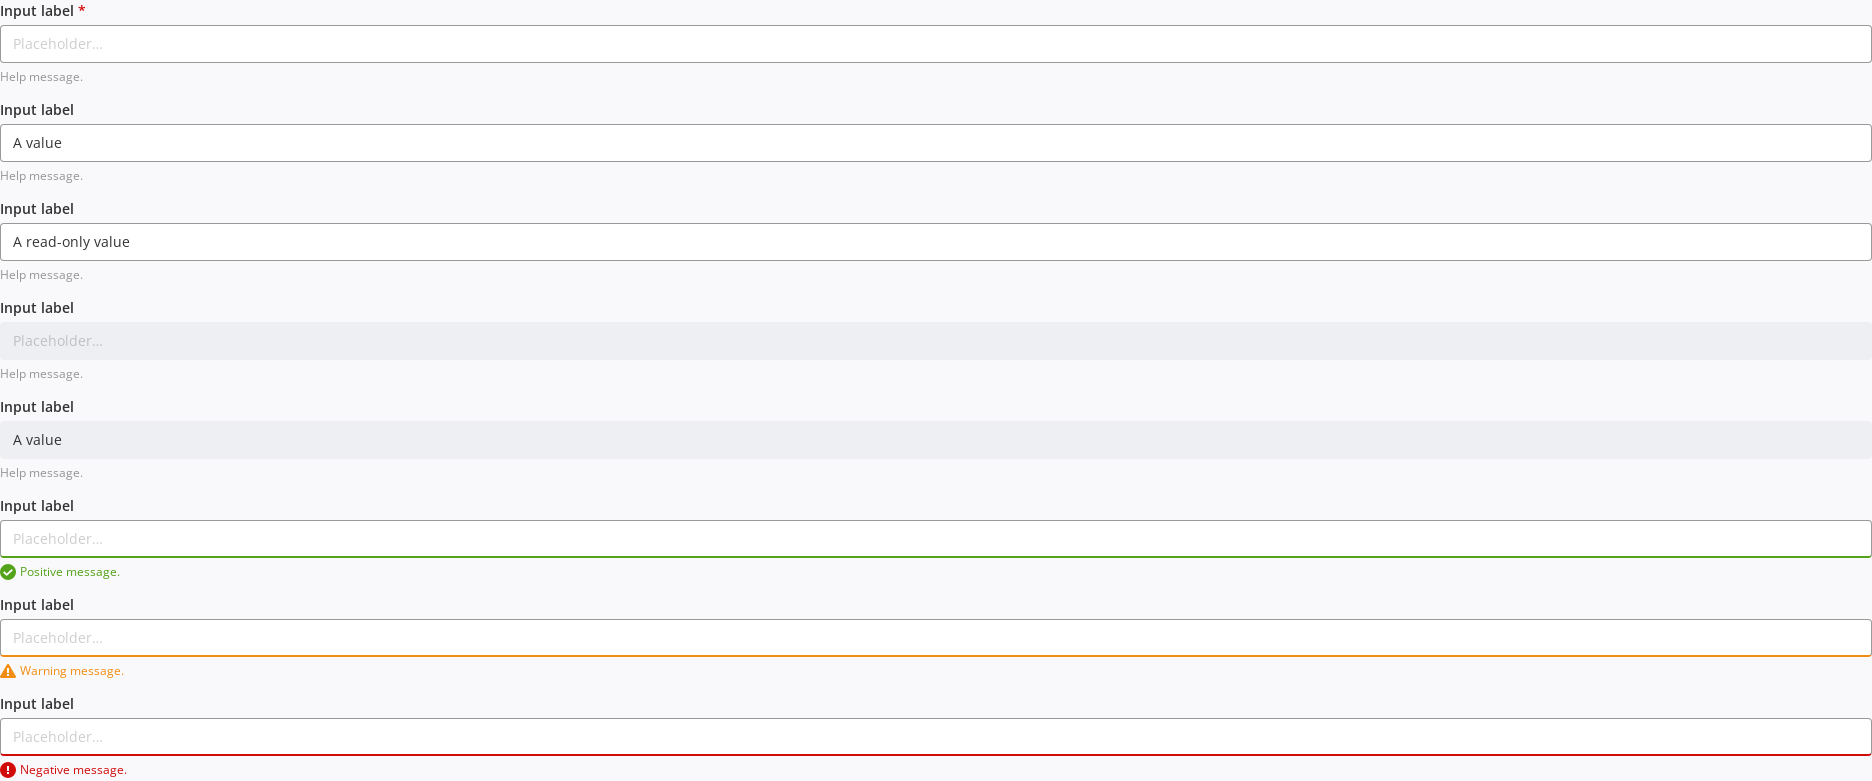 Input label *
Placeholder...
Help message.
Input label
A value
Help message.
Input label
A read-only value
Help message.
Input label
Placeholder...
Help message.
Input label
A value
Help message.
Input label
Placeholder...
Positive message.
Input label
Placeholder...
Warning message.
Input label
Placeholder...
Negative message.